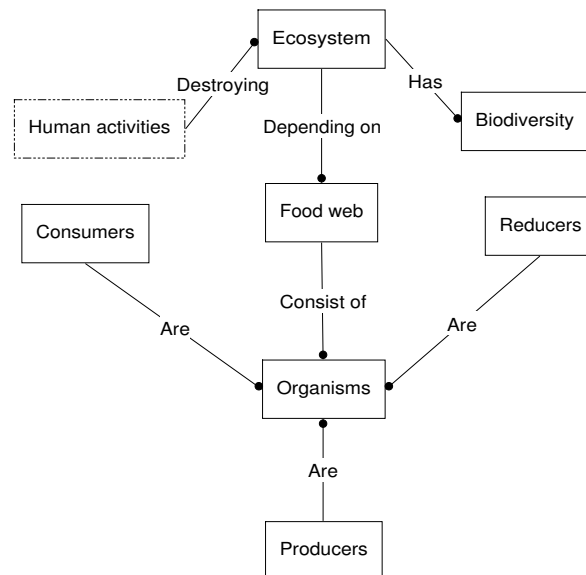 Ecosystem
Destroying
Has
Human activities
Depending on
Biodiversity
Food web
Consumers
Reducers
Consist of
Are
Are
Organisms
Are
Producers